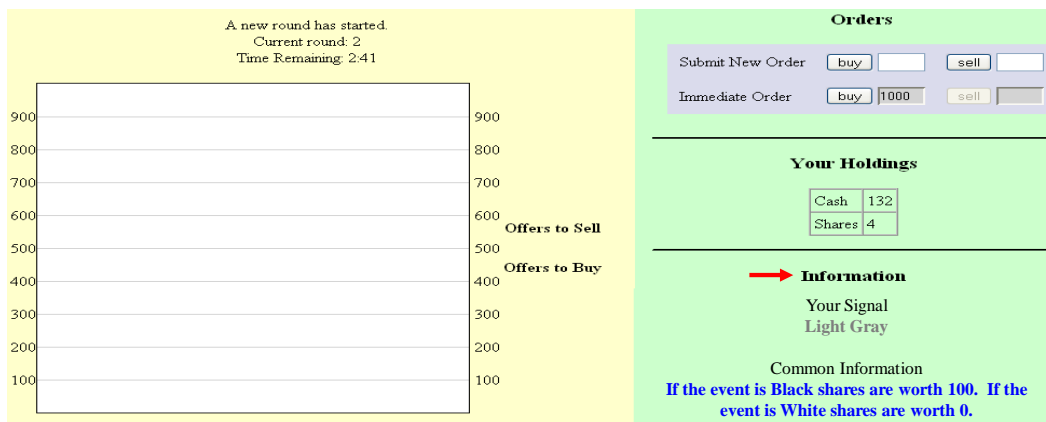 A new round has started.
Current round: 2
Time Remaining: 2:41
900 900
800 800
700 700
600 600
Offers to Sell
500 500
Offers to Buy
400 400
300 300
200 200
100 100
Orders
Submit New Order buy sell
Immediate Order buy 1000 sell
Your Holdings
Cash 132
Shares 4
Information
Your Signal
Light Gray
Common Information
If the event is Black shares are worth 100. If the
event is White shares are worth 0.